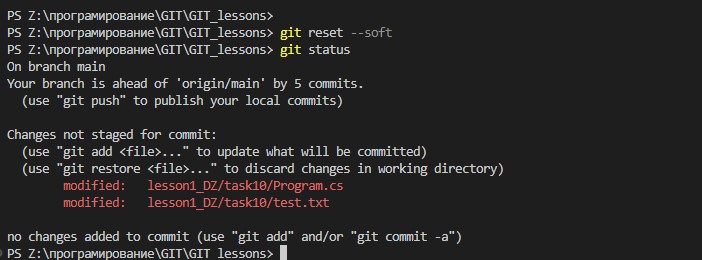 PS Z:\програмирование\GIT\GIT_lessons>
PS Z:\програмирование\GIT\GIT_lessons> git reset --soft
PS Z:\програмирование\GIT\GIT_lessons> git status
On branch main
Your branch is ahead of 'origin/main' by 5 commits.
  (use "git push" to publish your local commits)

Changes not staged for commit:
  (use "git add <file>..." to update what will be committed)
  (use "git restore <file>..." to discard changes in working directory)
        modified:   lesson1_DZ/task10/Program.cs
        modified:   lesson1_DZ/task10/test.txt

no changes added to commit (use "git add" and/or "git commit -a")
PS Z:\програмирование\GIT\GIT_lessons>